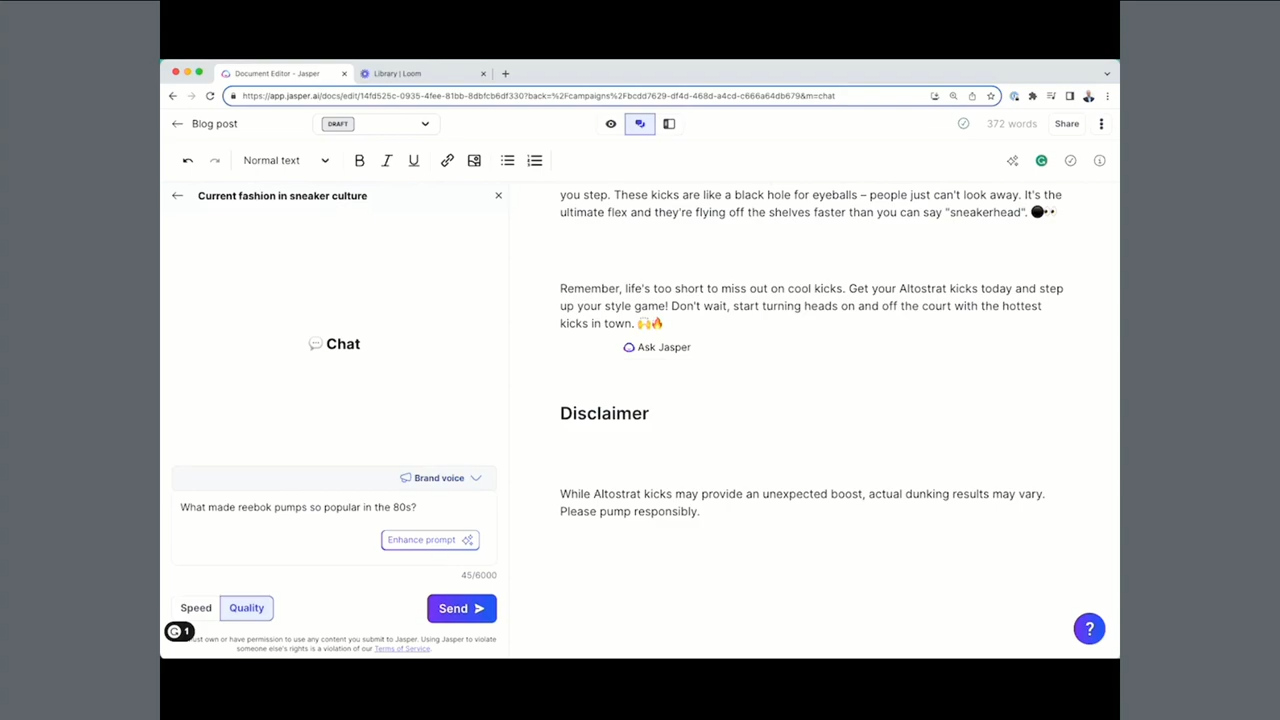 Document Editor - Jasper
Library | Loom
https://app.jasper.ai/docs/edit/14fd525c-0935-4fee-81bb-8dbfcb6df330?back=%2Fcampaigns%2Fbcdd7629-df4d-468d-a4cd-c666a64db679&m=chat
Blog post
DRAFT
372 words
Share
Normal text
B I U
Current fashion in sneaker culture
Chat
Brand voice
What made reebok pumps so popular in the 80s?
Enhance prompt
45/6000
Speed
Quality
Send
1
ust own or have permission to use any content you submit to Jasper. Using Jasper to violate
someone else's rights is a violation of our Terms of Service.
you step. These kicks are like a black hole for eyeballs – people just can't look away. It's the
ultimate flex and they're flying off the shelves faster than you can say "sneakerhead". ⚫👀
Remember, life's too short to miss out on cool kicks. Get your Altostrat kicks today and step
up your style game! Don't wait, start turning heads on and off the court with the hottest
kicks in town. 🙌🔥
Ask Jasper
Disclaimer
While Altostrat kicks may provide an unexpected boost, actual dunking results may vary.
Please pump responsibly.
?